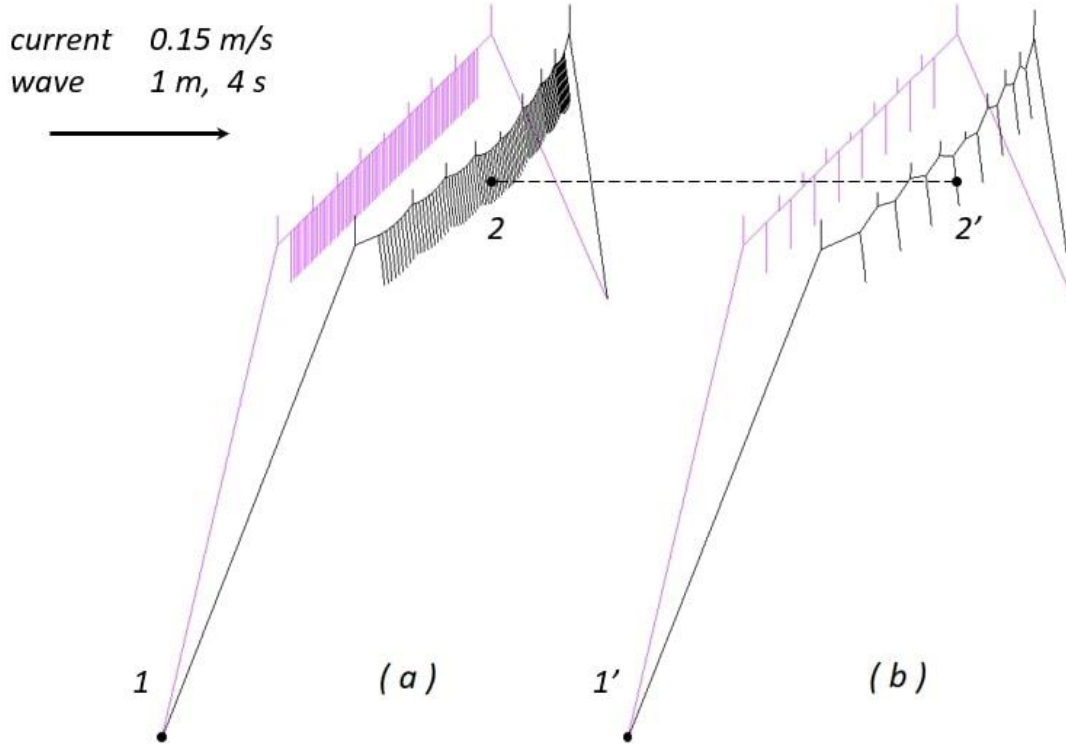 current 0.15 m/s
wave 1 m, 4 s
2 2’
1 ( a ) 1’ ( b )